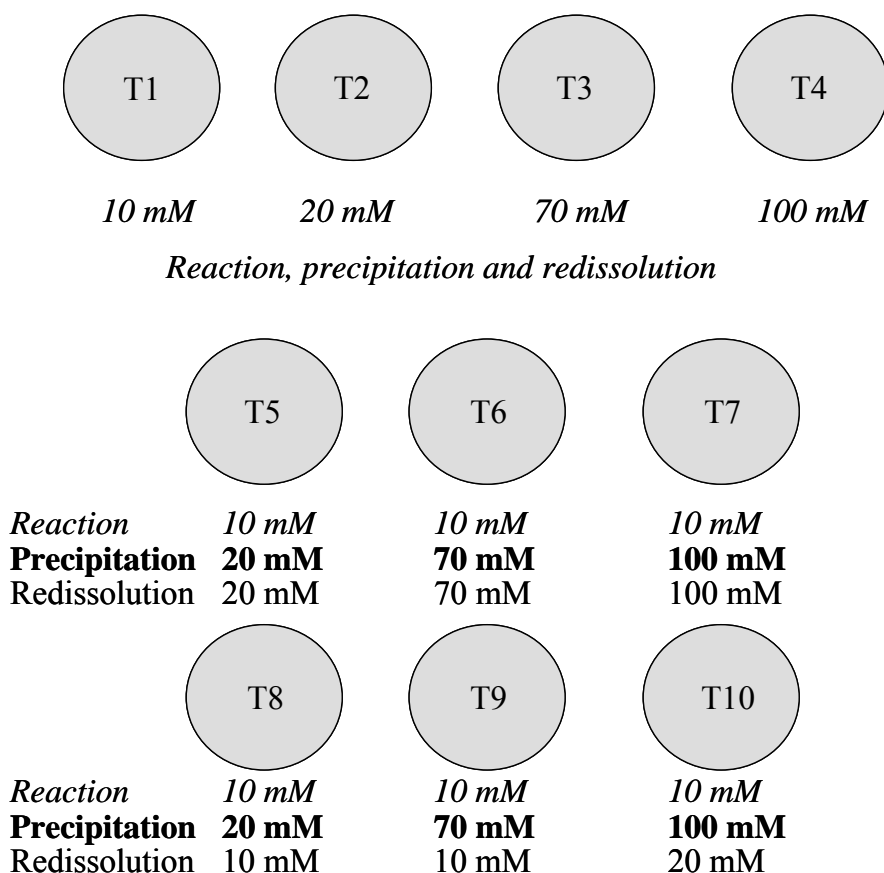 T1 T2 T3 T4
10 mM 20 mM 70 mM 100 mM
Reaction, precipitation and redissolution
T5 T6 T7
Reaction 10 mM 10 mM 10 mM
Precipitation 20 mM 70 mM 100 mM
Redissolution 20 mM 70 mM 100 mM
T8 T9 T10
Reaction 10 mM 10 mM 10 mM
Precipitation 20 mM 70 mM 100 mM
Redissolution 10 mM 10 mM 20 mM